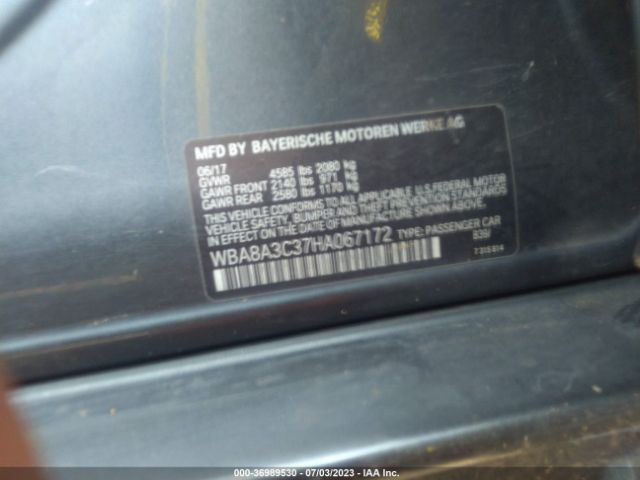 MFD BY BAYERISCHE MOTOREN WERKE AG
06/17
GVWR 4585 lbs 2080 kg
GAWR FRONT 2140 lbs 971 kg
GAWR REAR 2580 lbs 1170 kg
THIS VEHICLE CONFORMS TO ALL APPLICABLE U.S. FEDERAL MOTOR
VEHICLE SAFETY, BUMPER AND THEFT PREVENTION STANDARDS
IN EFFECT ON THE DATE OF MANUFACTURE SHOWN ABOVE.
WBA8A3C37HA067172 TYPE: PASSENGER CAR
7315814
000-36989530 - 07/03/2023 - IAA Inc.